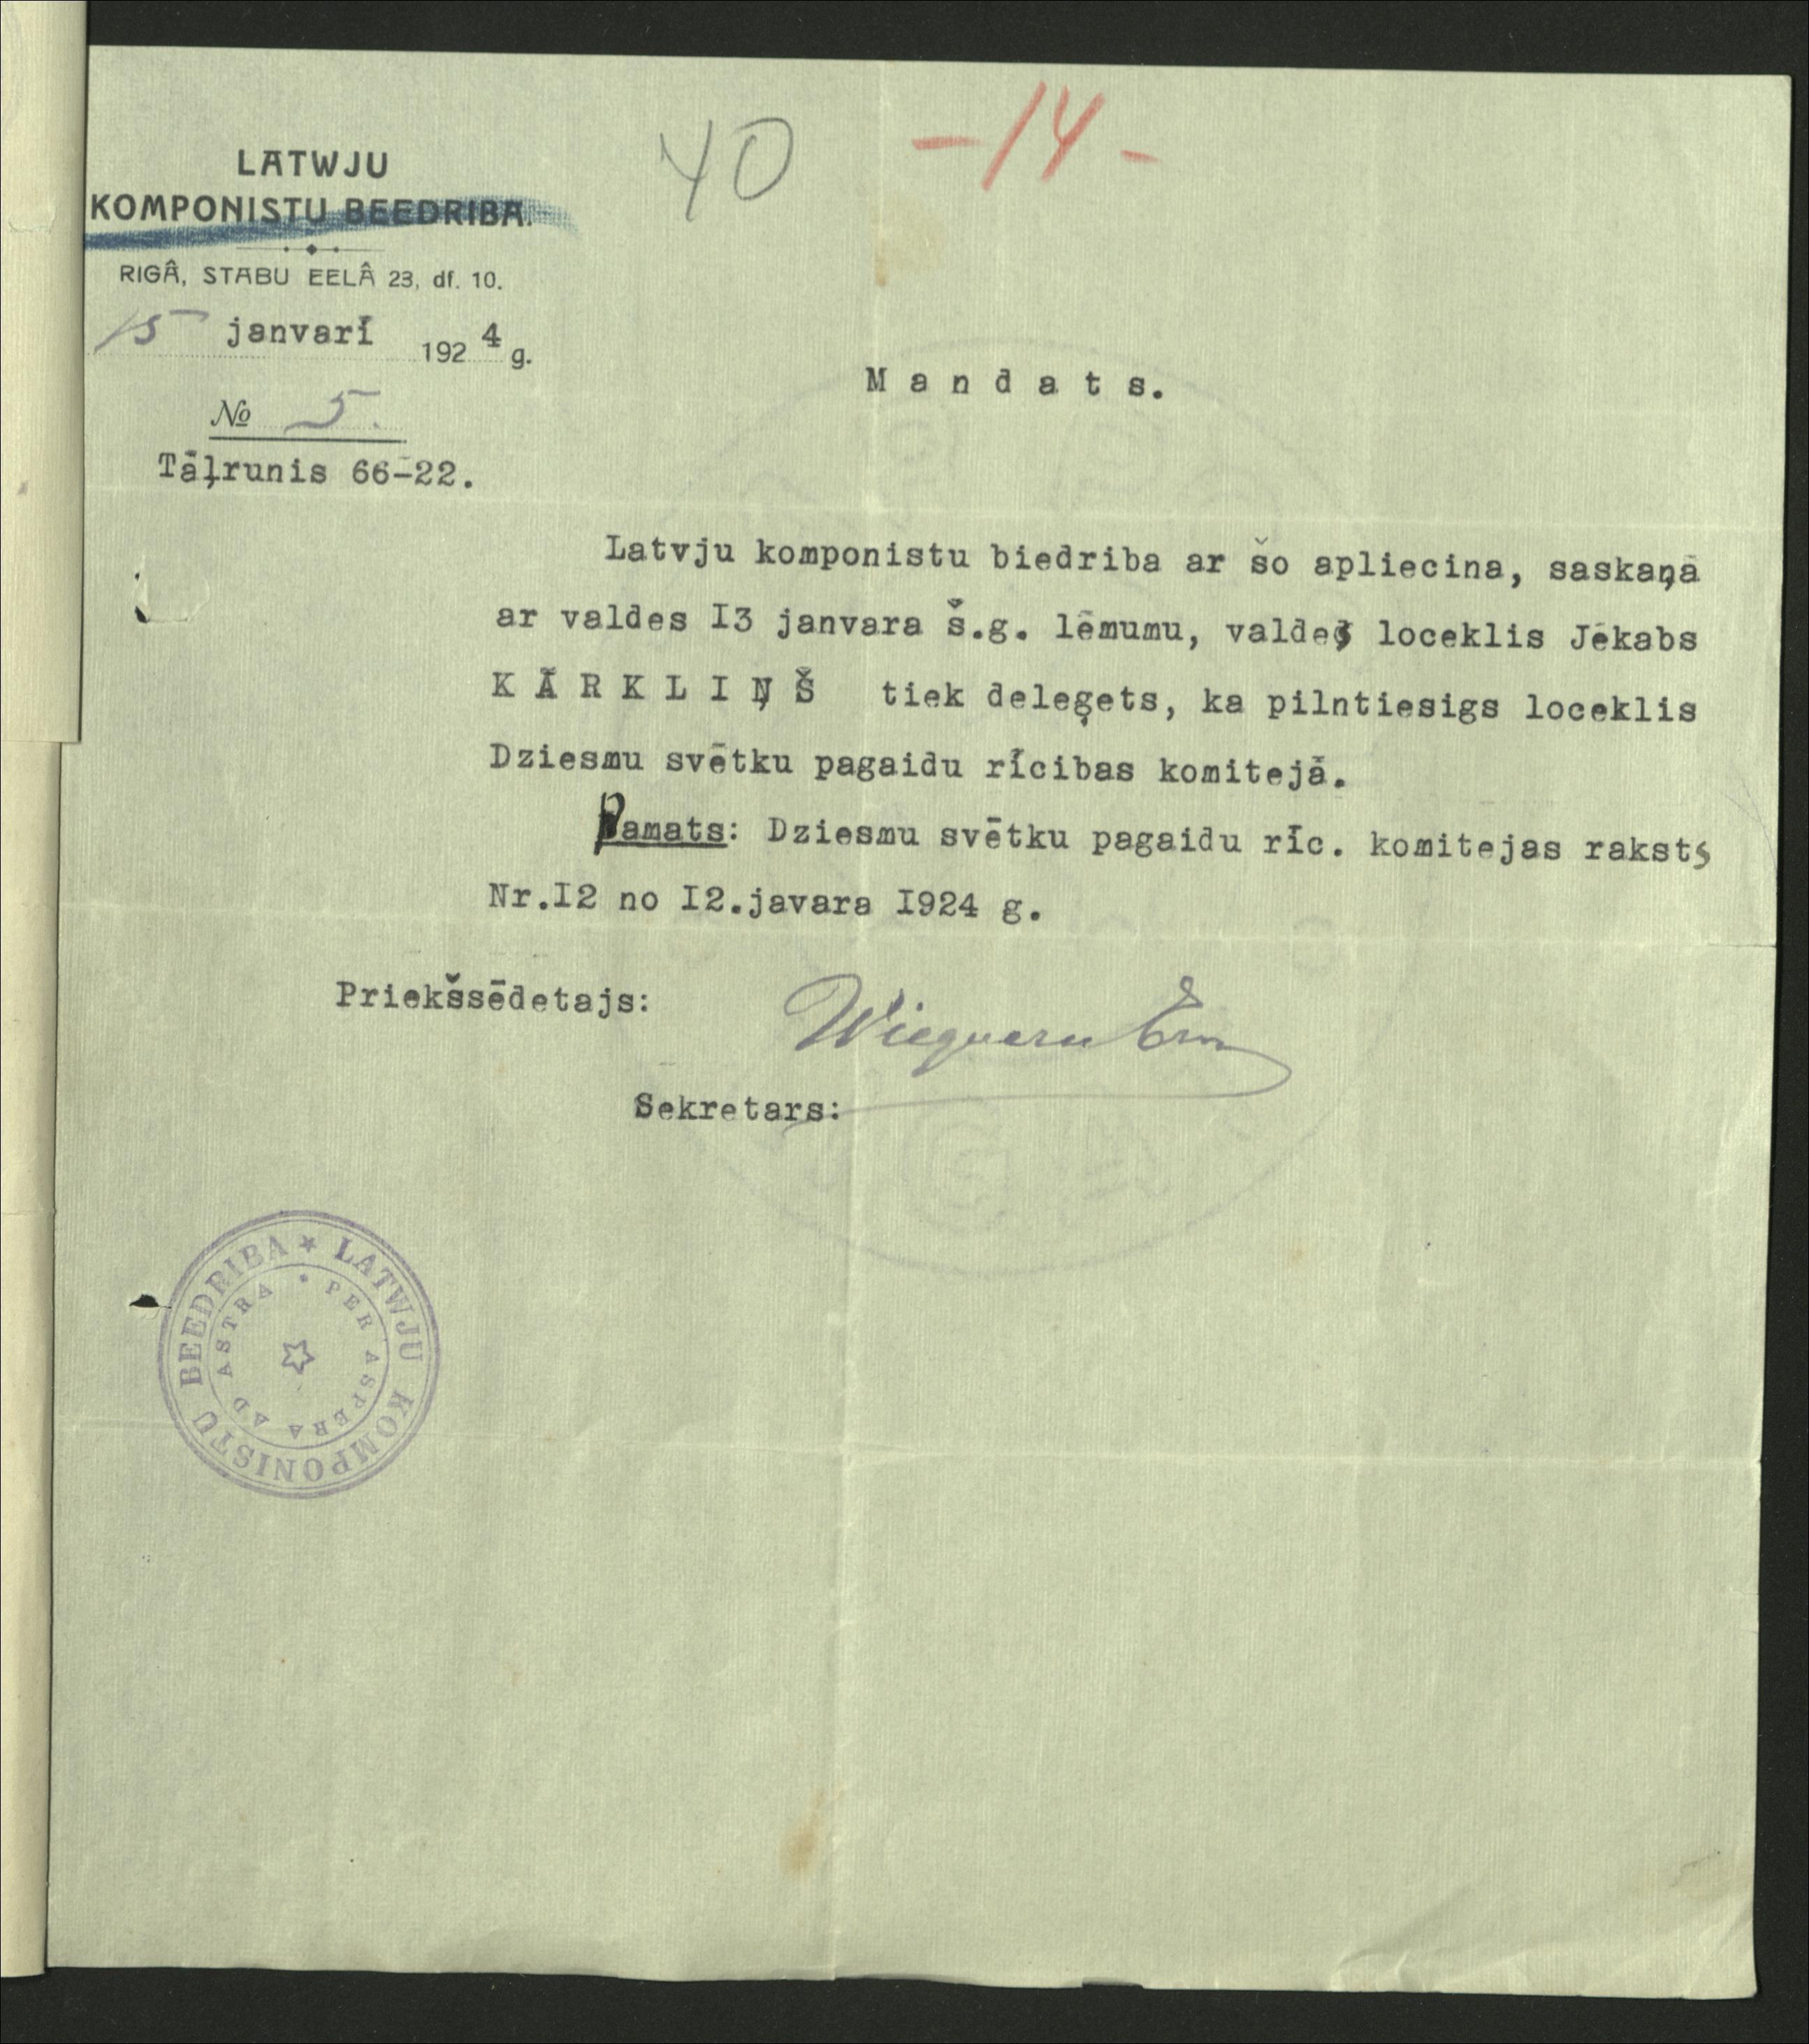 40 -14-
LATWJU
KOMPONISTU BEEDRIBA.
RIGÂ, STABU EELÂ 23, df. 10.
15 janvarī 1924 g.
No 5.
Tāļrunis 66-22.
Mandats.
Latvju komponistu biedriba ar šo apliecina, saskaņā
ar valdes I3 janvara š.g. lēmumu, valdes loceklis Jēkabs
KĀRKLIŅŠ tiek deleģets, ka pilntiesigs loceklis
Dziesmu svētku pagaidu rīcibas komitejā.
Pamats: Dziesmu svētku pagaidu rīc. komitejas raksts
Nr.I2 no I2.javara I924 g.
Priekšsēdetajs:
Sekretars:
LATWJU KOMPONISTU BEEDRIBA
PER ASPERA AD ASTRA